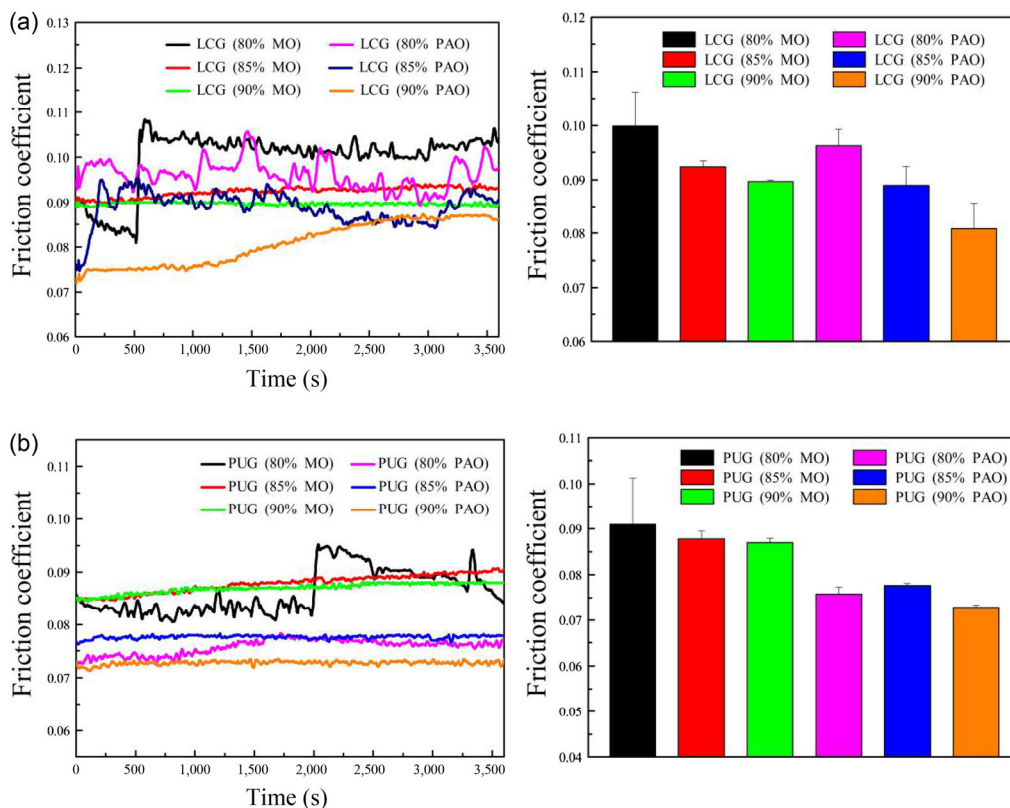 (a)
Friction coefficient
0.13
0.12
0.11
0.10
0.09
0.08
0.07
0.06
LCG (80% MO)
LCG (85% MO)
LCG (90% MO)
LCG (80% PAO)
LCG (85% PAO)
LCG (90% PAO)
0 500 1,000 1,500 2,000 2,500 3,000 3,500
Time (s)
Friction coefficient
0.12
0.11
0.10
0.09
0.08
0.07
0.06
LCG (80% MO)
LCG (85% MO)
LCG (90% MO)
LCG (80% PAO)
LCG (85% PAO)
LCG (90% PAO)
(b)
Friction coefficient
0.11
0.10
0.09
0.08
0.07
0.06
PUG (80% MO)
PUG (85% MO)
PUG (90% MO)
PUG (80% PAO)
PUG (85% PAO)
PUG (90% PAO)
0 500 1,000 1,500 2,000 2,500 3,000 3,500
Time (s)
Friction coefficient
0.11
0.10
0.09
0.08
0.07
0.06
0.05
0.04
PUG (80% MO)
PUG (85% MO)
PUG (90% MO)
PUG (80% PAO)
PUG (85% PAO)
PUG (90% PAO)